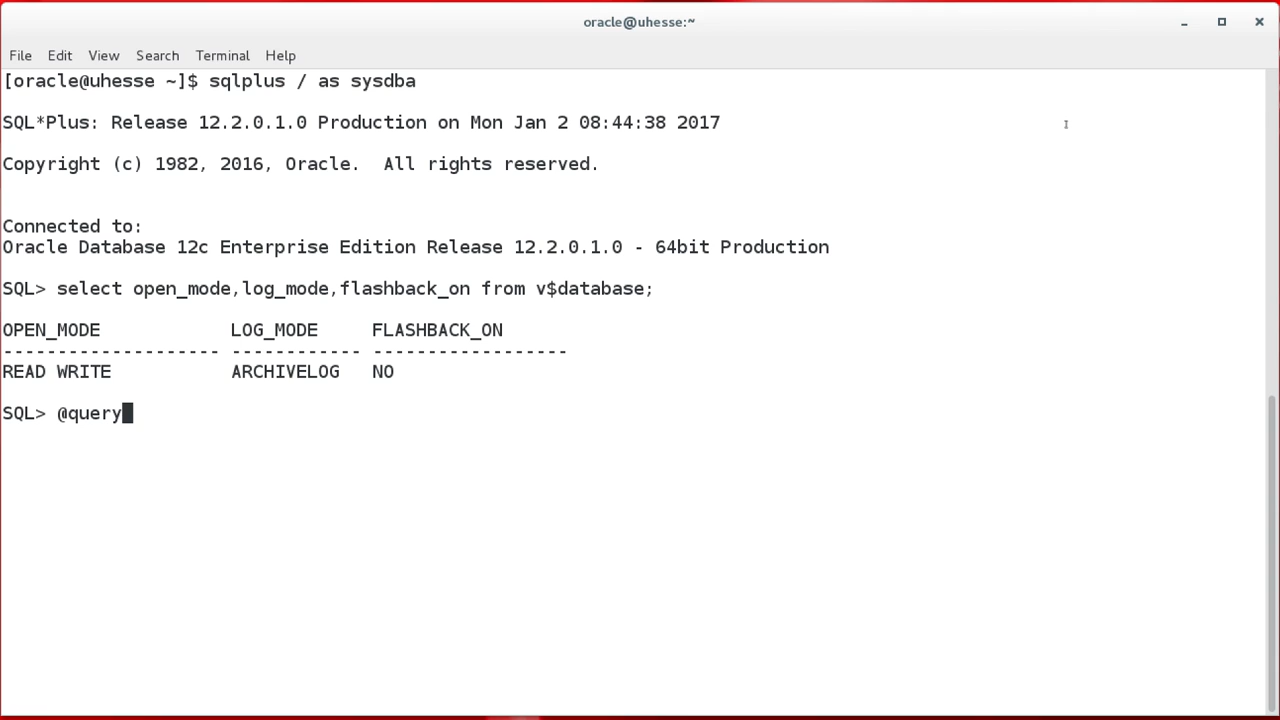 oracle@uhesse:~
File Edit View Search Terminal Help
[oracle@uhesse ~]$ sqlplus / as sysdba
SQL*Plus: Release 12.2.0.1.0 Production on Mon Jan 2 08:44:38 2017
Copyright (c) 1982, 2016, Oracle.  All rights reserved.
Connected to:
Oracle Database 12c Enterprise Edition Release 12.2.0.1.0 - 64bit Production
SQL> select open_mode,log_mode,flashback_on from v$database;
OPEN_MODE            LOG_MODE     FLASHBACK_ON
-------------------- ------------ ------------------
READ WRITE           ARCHIVELOG   NO
SQL> @query